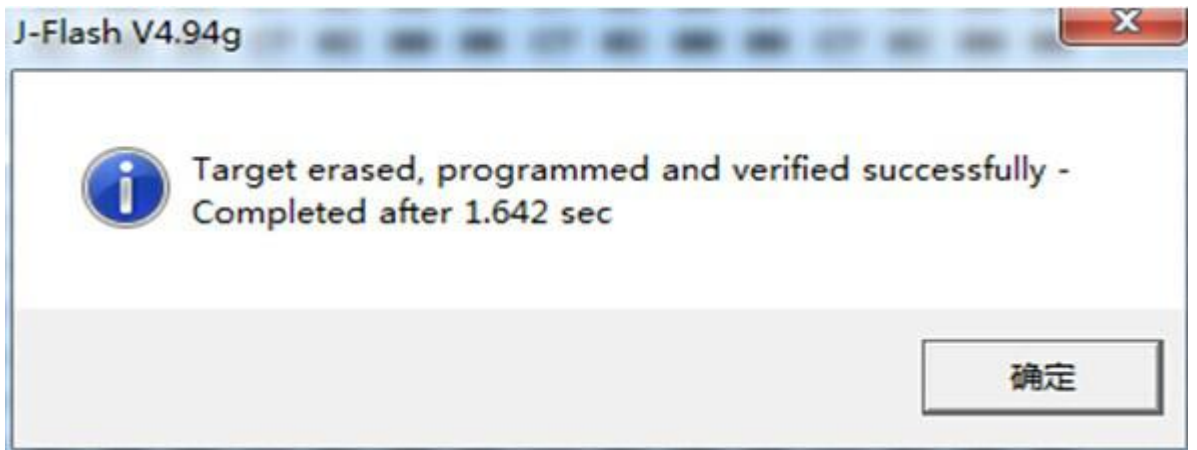 J-Flash V4.94g
Target erased, programmed and verified successfully -
Completed after 1.642 sec
确定